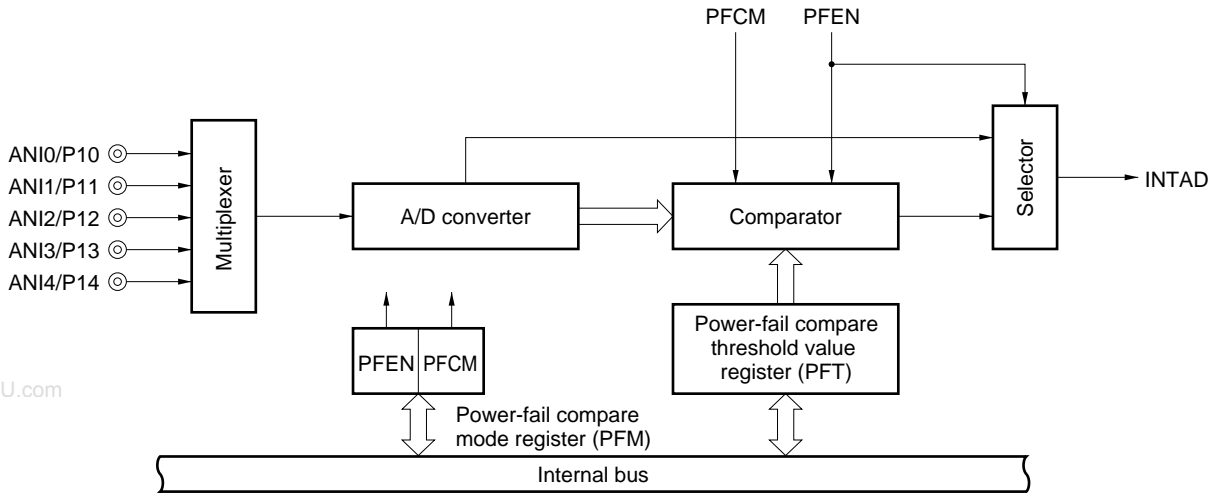 PFCM
PFEN
ANI0/P10
ANI1/P11
ANI2/P12
ANI3/P13
ANI4/P14
Multiplexer
A/D converter
Comparator
Selector
INTAD
PFEN
PFCM
Power-fail compare
mode register (PFM)
Power-fail compare
threshold value
register (PFT)
U.com
Internal bus